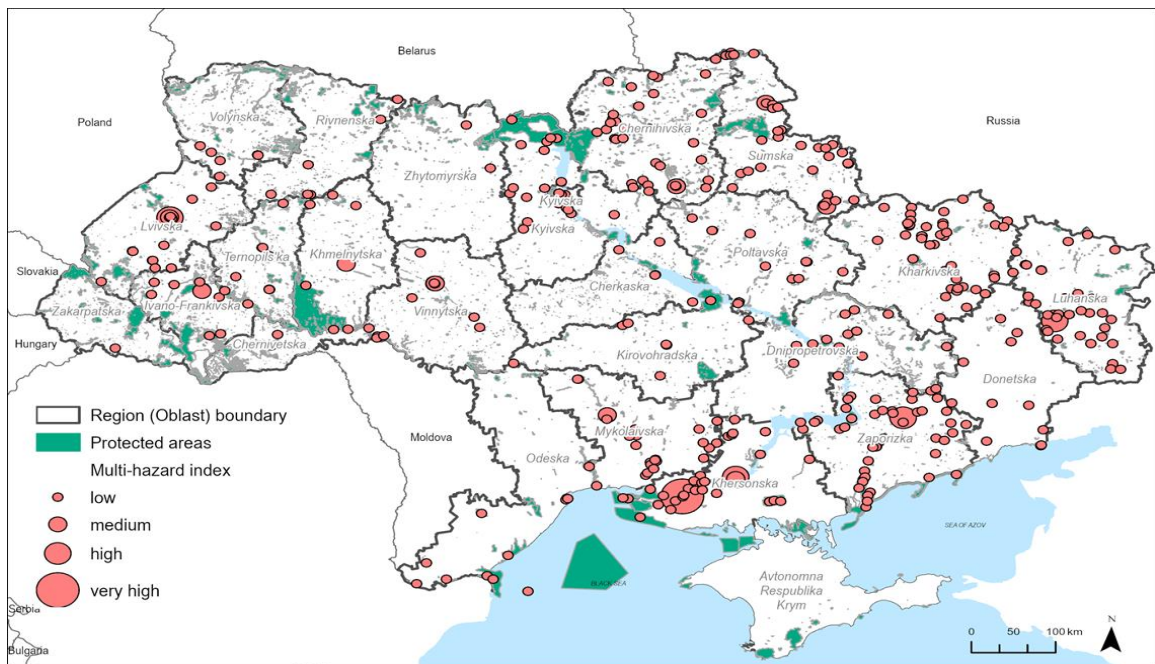 Belarus
Poland
Russia
Volynska
Rivnenska
Chernihivska
Sumska
Zhytomyrska
Kyivska
Lvivska
Kyivska
Khmelnytska
Ternopils'ka
Poltavska
Kharkivska
Slovakia
Cherkaska
Luhanska
Zakarpatska
Ivano-Frankivska
Vinnytska
Hungary
Chernivetska
Kirovohradska
Dnipropetrovska
Donetska
Region (Oblast) boundary
Protected areas
Multi-hazard index
low
medium
high
very high
Moldova
Odeska
Mykolaivska
Zaporizka
Khersonska
SEA OF AZOV
BLACK SEA
Avtonomna
Respublika
Krym
Serbia
Bulgaria
N
0 50 100 km